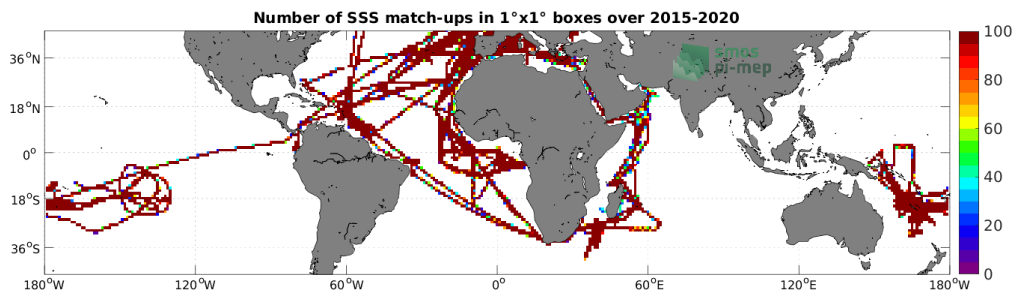 Number of SSS match-ups in 1°x1° boxes over 2015-2020
smos
pi-mep
36°N
18°N
0°
18°S
36°S
180°W
120°W
60°W
0°
60°E
120°E
180°W
100
80
60
40
20
0